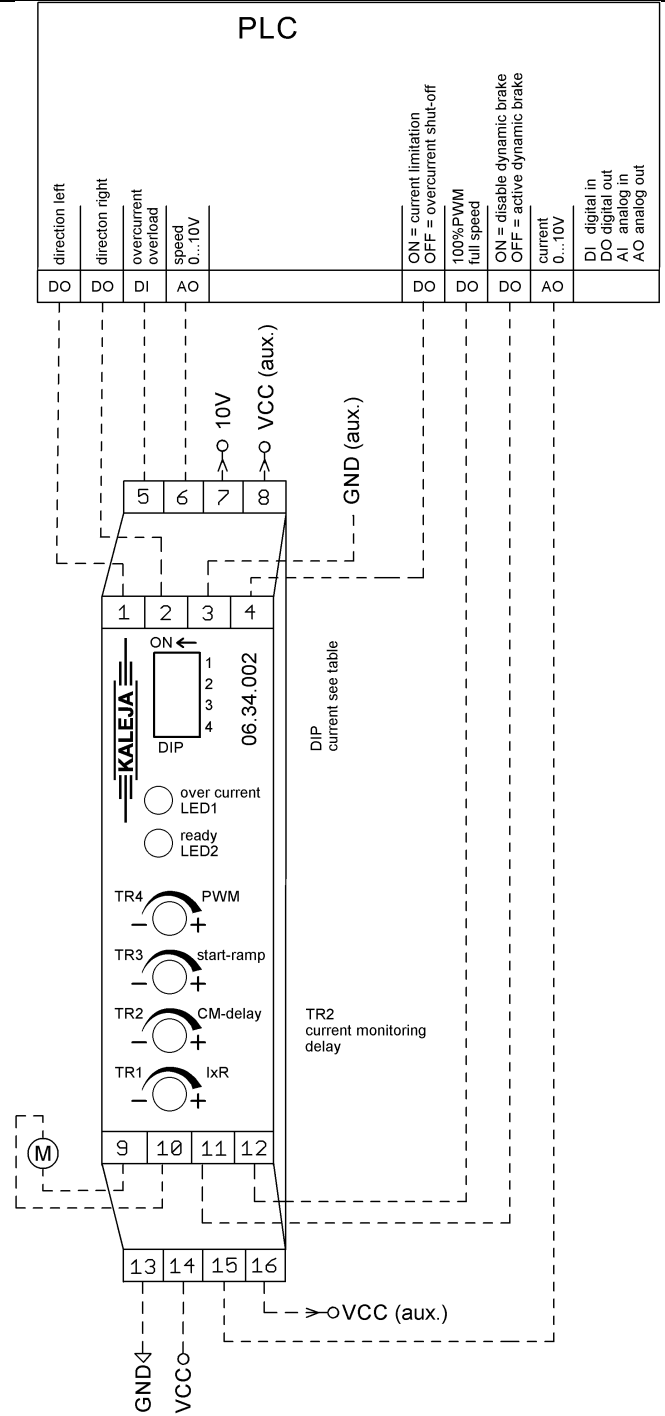 PLC
direction left
directon right
overcurrent
overload
speed
0...10V
ON = current limitation
OFF = overcurrent shut-off
100%PWM
full speed
ON = disable dynamic brake
OFF = active dynamic brake
current
0...10V
DI digital in
DO digital out
AI analog in
AO analog out
DO DO DI AO DO DO DO AO
10V
VCC (aux.)
GND (aux.)
5 6 7 8
1 2 3 4
ON
1
2
3
4
DIP
06.34.002
KALEJA
DIP
current see table
over current
LED1
ready
LED2
TR4 PWM
- +
TR3 start-ramp
- +
TR2 CM-delay
- +
TR1 IxR
- +
TR2
current monitoring
delay
M
9 10 11 12
13 14 15 16
VCC (aux.)
GND
VCC